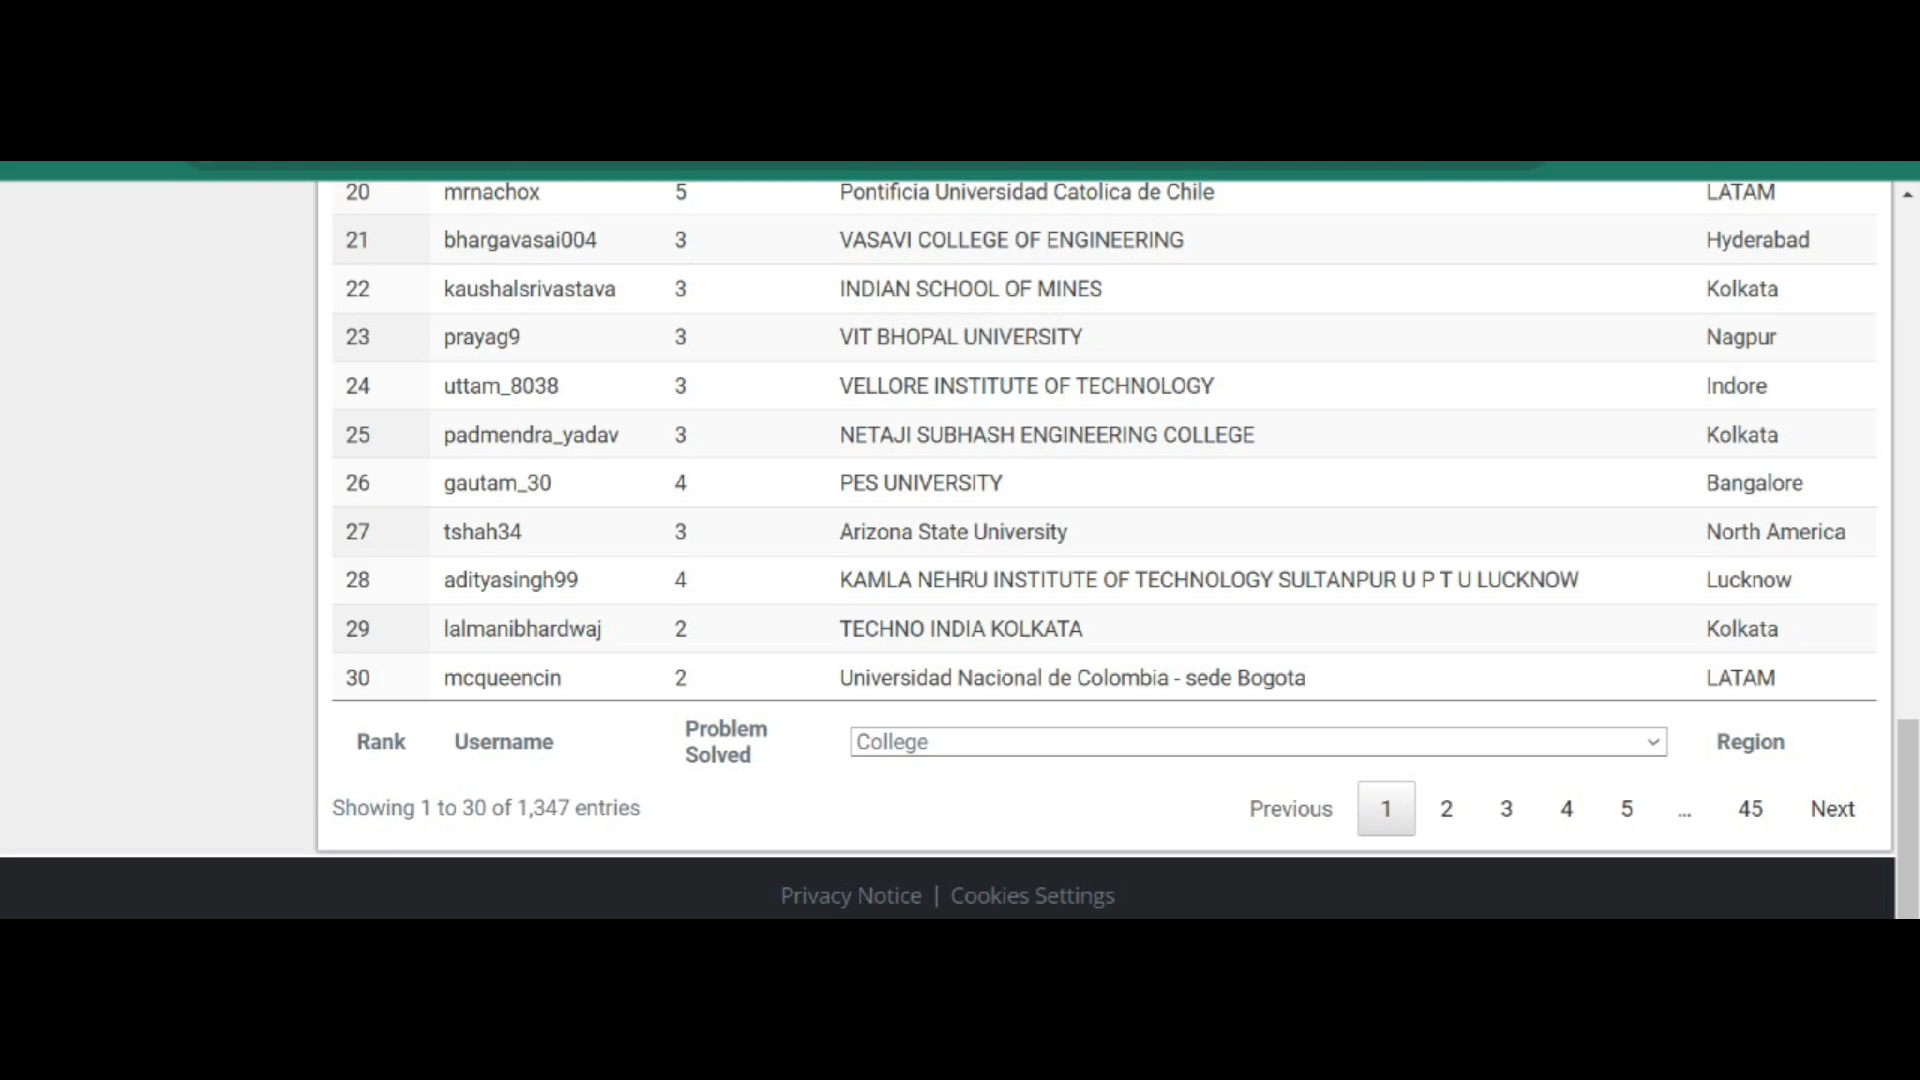 20 mrnachox 5 Pontificia Universidad Catolica de Chile LATAM
21 bhargavasai004 3 VASAVI COLLEGE OF ENGINEERING Hyderabad
22 kaushalsrivastava 3 INDIAN SCHOOL OF MINES Kolkata
23 prayag9 3 VIT BHOPAL UNIVERSITY Nagpur
24 uttam_8038 3 VELLORE INSTITUTE OF TECHNOLOGY Indore
25 padmendra_yadav 3 NETAJI SUBHASH ENGINEERING COLLEGE Kolkata
26 gautam_30 4 PES UNIVERSITY Bangalore
27 tshah34 3 Arizona State University North America
28 adityasingh99 4 KAMLA NEHRU INSTITUTE OF TECHNOLOGY SULTANPUR U P T U LUCKNOW Lucknow
29 lalmanibhardwaj 2 TECHNO INDIA KOLKATA Kolkata
30 mcqueencin 2 Universidad Nacional de Colombia - sede Bogota LATAM
Rank Username Problem Solved College Region
Showing 1 to 30 of 1,347 entries Previous 1 2 3 4 5 ... 45 Next
Privacy Notice | Cookies Settings